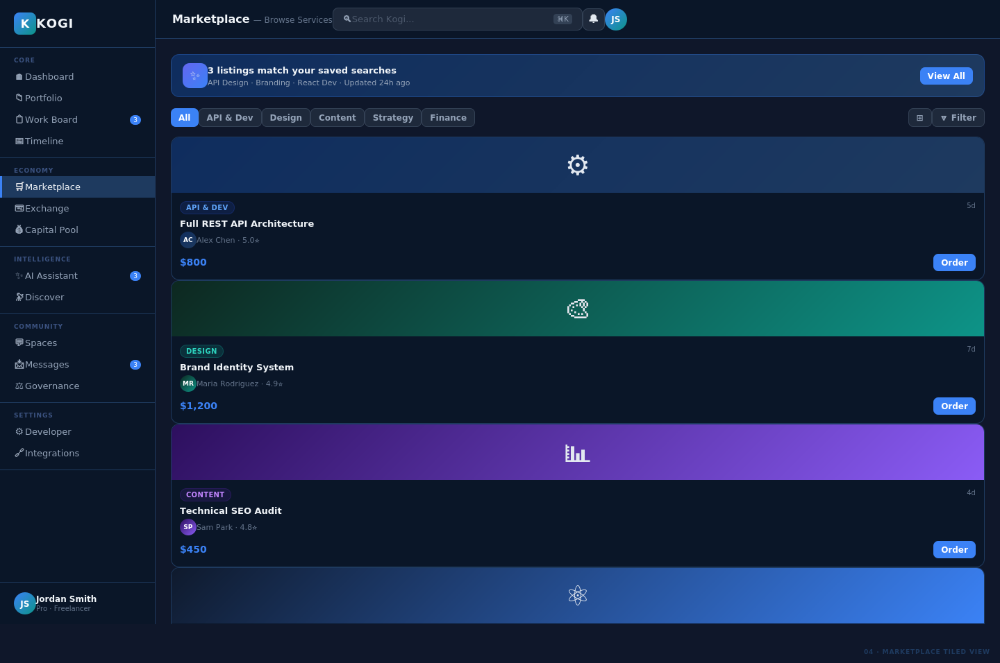 K KOGI
Marketplace — Browse Services
Search Kogi...
⌘K
JS
CORE
Dashboard
Portfolio
Work Board 3
Timeline
ECONOMY
Marketplace
Exchange
Capital Pool
INTELLIGENCE
AI Assistant 3
Discover
COMMUNITY
Spaces
Messages 3
Governance
SETTINGS
Developer
Integrations
JS
Jordan Smith
Pro · Freelancer
3 listings match your saved searches
API Design · Branding · React Dev · Updated 24h ago
View All
All API & Dev Design Content Strategy Finance
Filter
API & DEV 5d
Full REST API Architecture
AC Alex Chen · 5.0⭐
$800 Order
DESIGN 7d
Brand Identity System
MR Maria Rodriguez · 4.9⭐
$1,200 Order
CONTENT 4d
Technical SEO Audit
SP Sam Park · 4.8⭐
$450 Order
04 · MARKETPLACE TILED VIEW